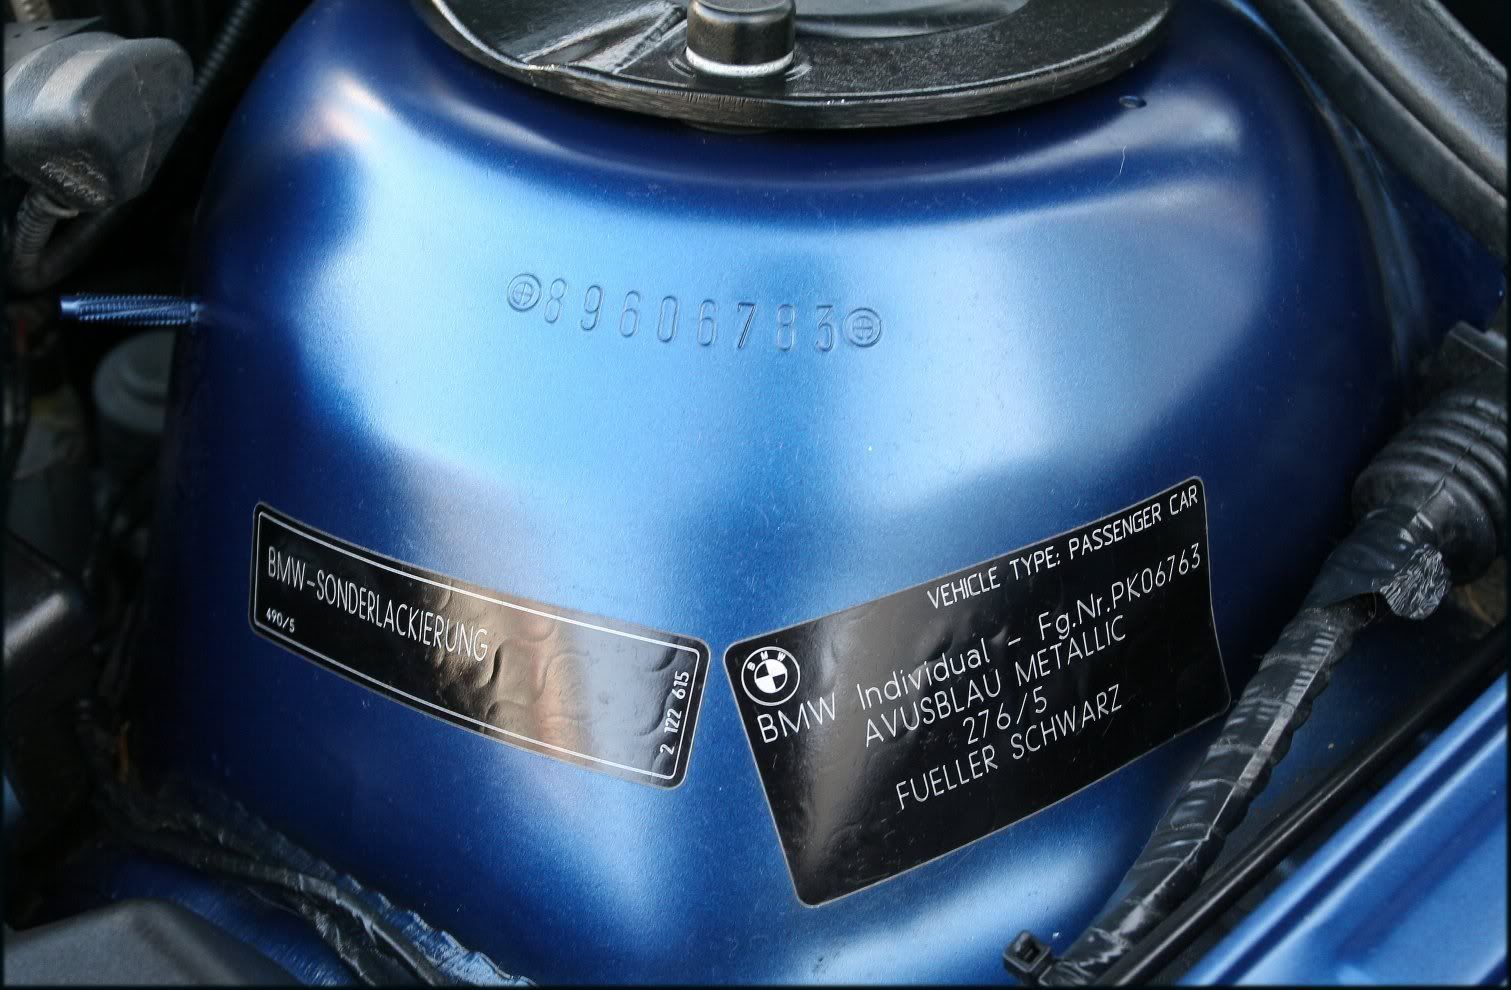 89606783
BMW-SONDERLACKIERUNG
490/5
2 122 615
VEHICLE TYPE: PASSENGER CAR
BMW
BMW Individual - Fg.Nr.PK06763
AVUSBLAU METALLIC
276/5
FUELLER SCHWARZ